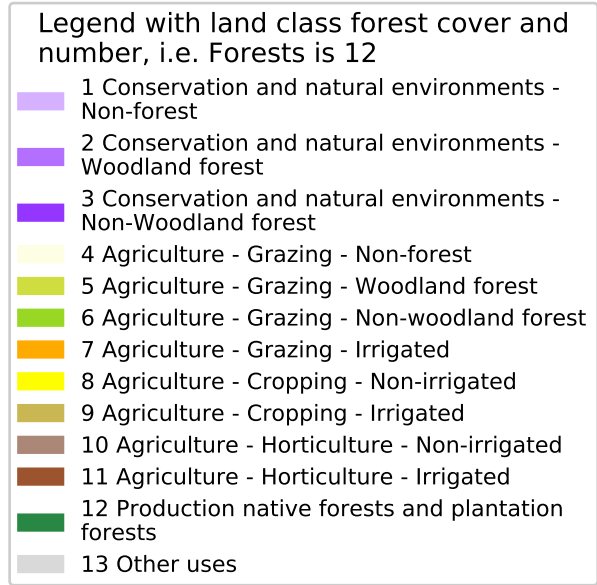 Legend with land class forest cover and
number, i.e. Forests is 12
1 Conservation and natural environments -
Non-forest
2 Conservation and natural environments -
Woodland forest
3 Conservation and natural environments -
Non-Woodland forest
4 Agriculture - Grazing - Non-forest
5 Agriculture - Grazing - Woodland forest
6 Agriculture - Grazing - Non-woodland forest
7 Agriculture - Grazing - Irrigated
8 Agriculture - Cropping - Non-irrigated
9 Agriculture - Cropping - Irrigated
10 Agriculture - Horticulture - Non-irrigated
11 Agriculture - Horticulture - Irrigated
12 Production native forests and plantation
forests
13 Other uses